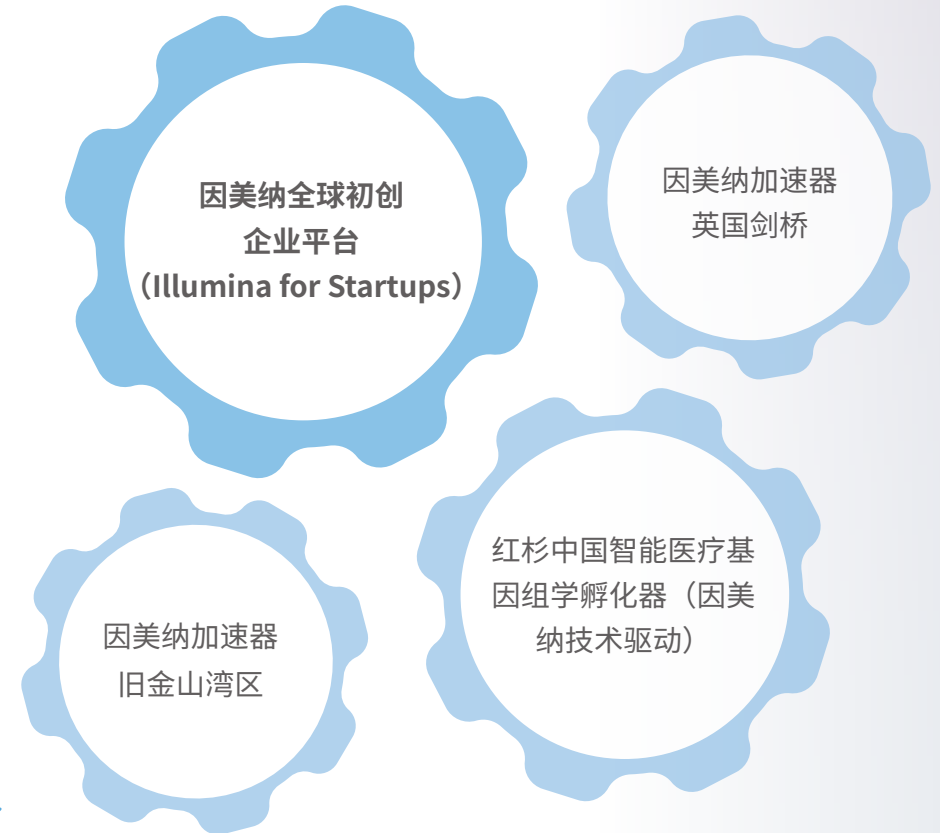 因美纳全球初创
企业平台
（Illumina for Startups）
因美纳加速器
英国剑桥
红杉中国智能医疗基
因组学孵化器（因美
纳技术驱动）
因美纳加速器
旧金山湾区